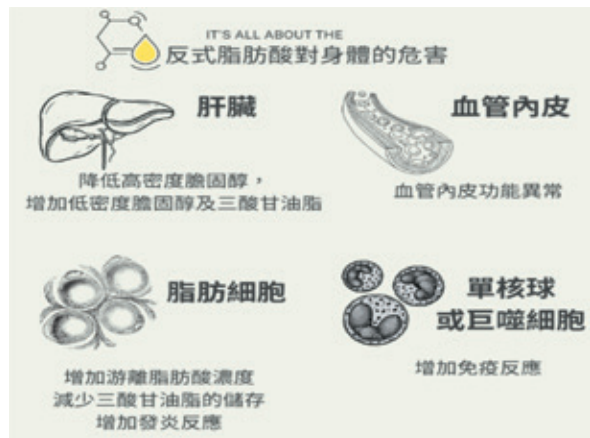 IT'S ALL ABOUT THE
反式脂肪酸對身體的危害
肝臟
降低高密度膽固醇，
增加低密度膽固醇及三酸甘油脂
血管內皮
血管內皮功能異常
脂肪細胞
增加游離脂肪酸濃度
減少三酸甘油脂的儲存
增加發炎反應
單核球
或巨噬細胞
增加免疫反應